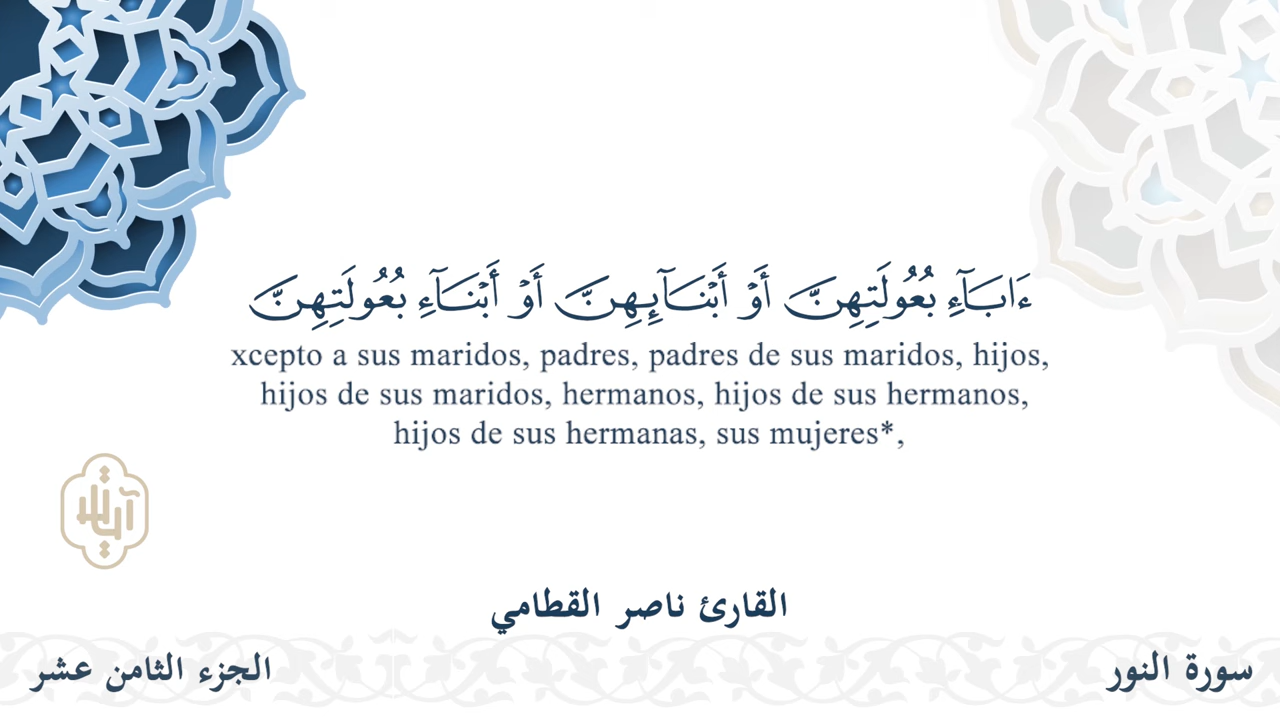 ءَابَآءِ بُعُولَتِهِنَّ أَوۡ أَبۡنَآئِهِنَّ أَوۡ أَبۡنَآءِ بُعُولَتِهِنَّ
xcepto a sus maridos, padres, padres de sus maridos, hijos,
hijos de sus maridos, hermanos, hijos de sus hermanos,
hijos de sus hermanas, sus mujeres*,
القارئ ناصر القطامي
سورة النور
الجزء الثامن عشر